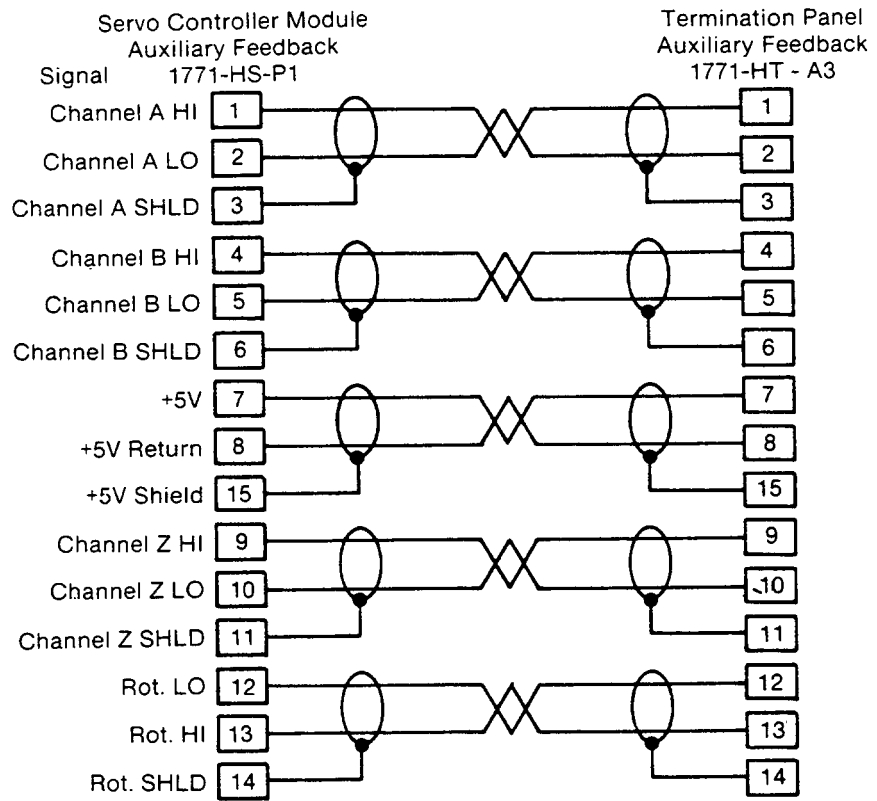 Servo Controller Module
Auxiliary Feedback
Signal 1771-HS-P1
Termination Panel
Auxiliary Feedback
1771-HT - A3
Channel A HI 1 1
Channel A LO 2 2
Channel A SHLD 3 3
Channel B HI 4 4
Channel B LO 5 5
Channel B SHLD 6 6
+5V 7 7
+5V Return 8 8
+5V Shield 15 15
Channel Z HI 9 9
Channel Z LO 10 10
Channel Z SHLD 11 11
Rot. LO 12 12
Rot. HI 13 13
Rot. SHLD 14 14